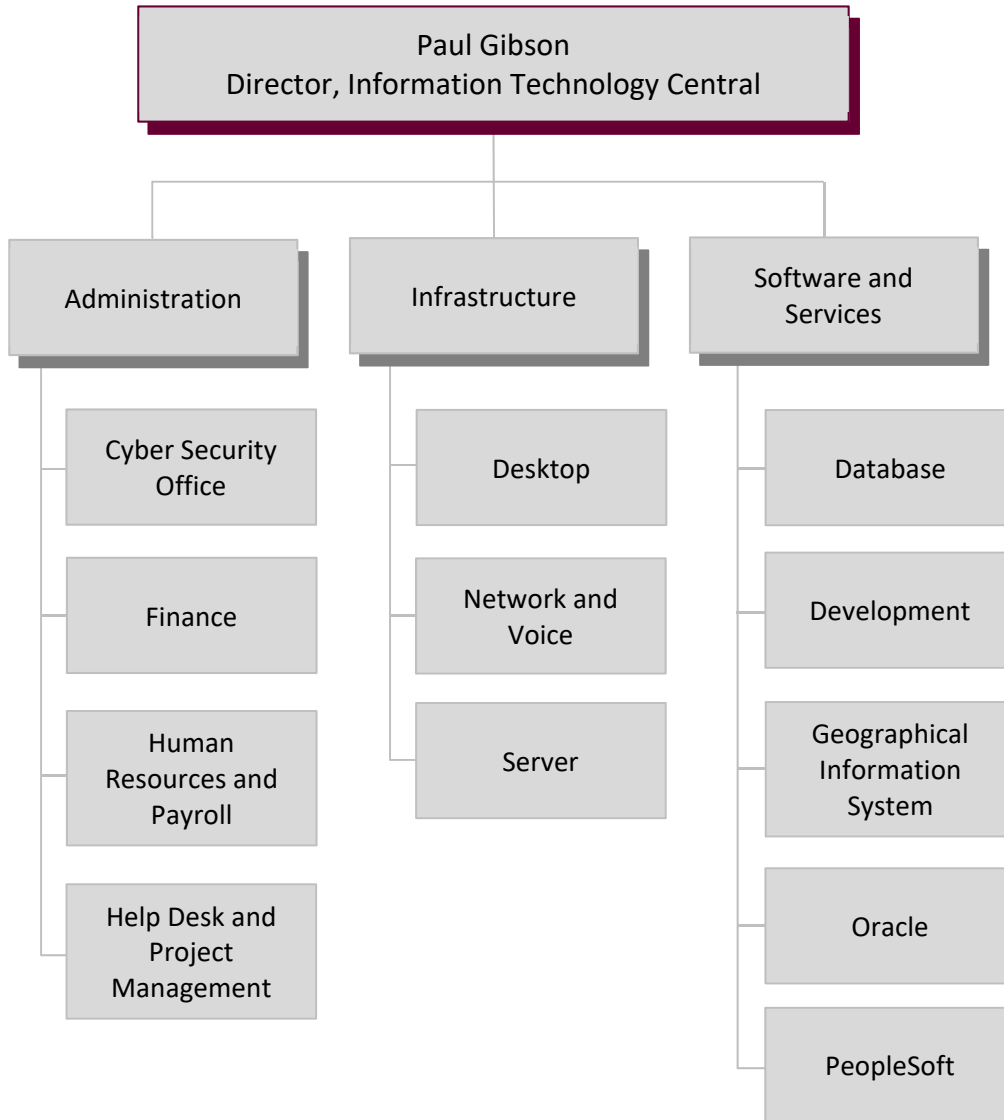 Paul Gibson
Director, Information Technology Central
Administration
Infrastructure
Software and
Services
Cyber Security
Office
Finance
Human
Resources and
Payroll
Help Desk and
Project
Management
Desktop
Network and
Voice
Server
Database
Development
Geographical
Information
System
Oracle
PeopleSoft